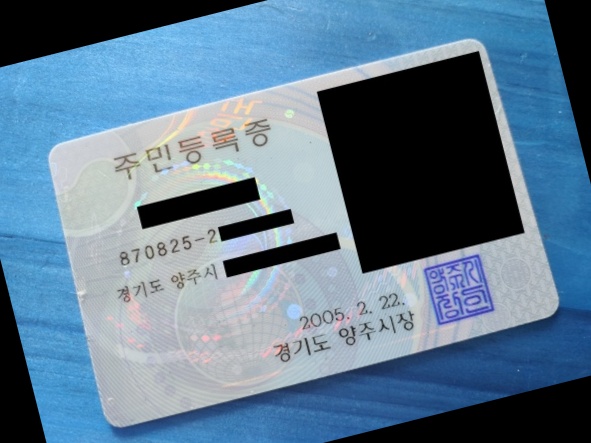 주민등록증
870825-2
경기도 양주시
2005. 2. 22.
경기도 양주시장